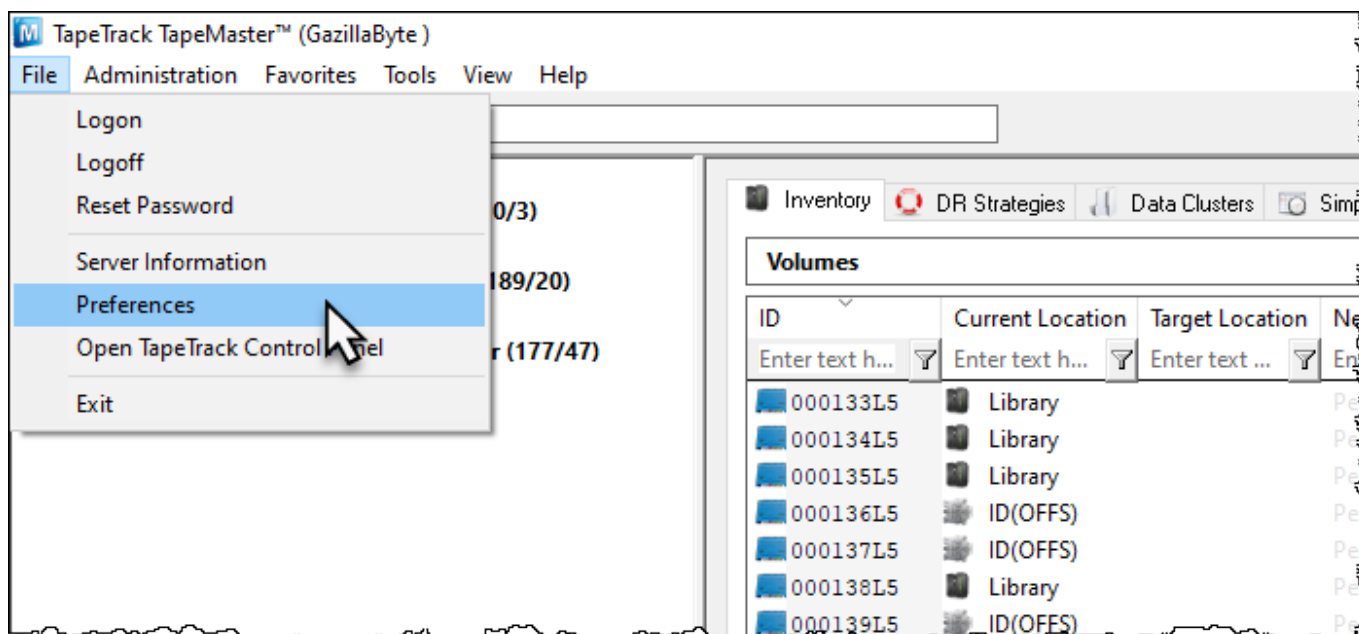 TapeTrack TapeMaster™ (GazillaByte )
File Administration Favorites Tools View Help
Logon
Logoff
Reset Password
Server Information
Preferences
Open TapeTrack Control
Exit
0/3)
189/20)
r (177/47)
Inventory DR Strategies Data Clusters
Volumes
ID Current Location Target Location
Enter text h... Enter text h... Enter text ...
000133L5 Library
000134L5 Library
000135L5 Library
000136L5 ID(OFFS)
000137L5 ID(OFFS)
000138L5 Library
000139L5 ID(OFFS)